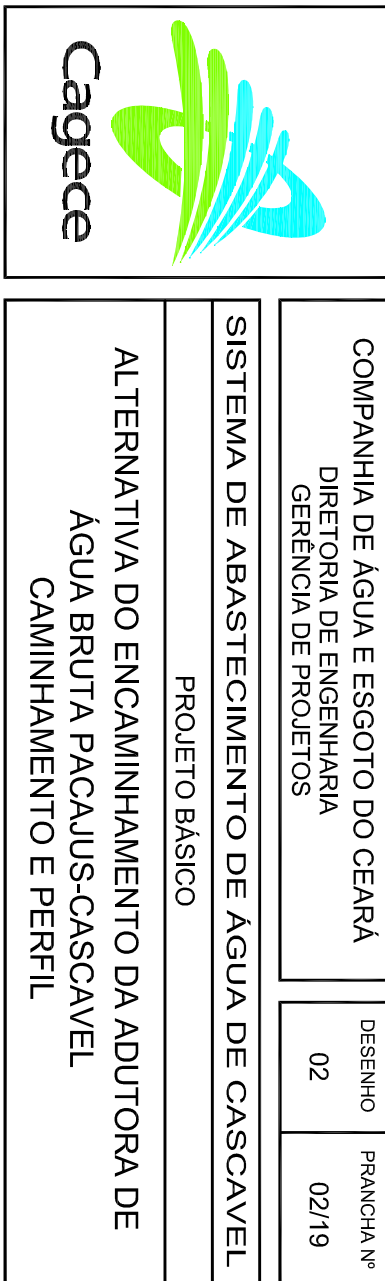 Cagece
COMPANHIA DE ÁGUA E ESGOTO DO CEARÁ
DIRETORIA DE ENGENHARIA
GERÊNCIA DE PROJETOS
DESENHO
02
PRANCHA Nº
02/19
SISTEMA DE ABASTECIMENTO DE ÁGUA DE CASCAVEL
PROJETO BÁSICO
ALTERNATIVA DO ENCAMINHAMENTO DA ADUTORA DE
ÁGUA BRUTA PACAJUS-CASCAVEL
CAMINHAMENTO E PERFIL